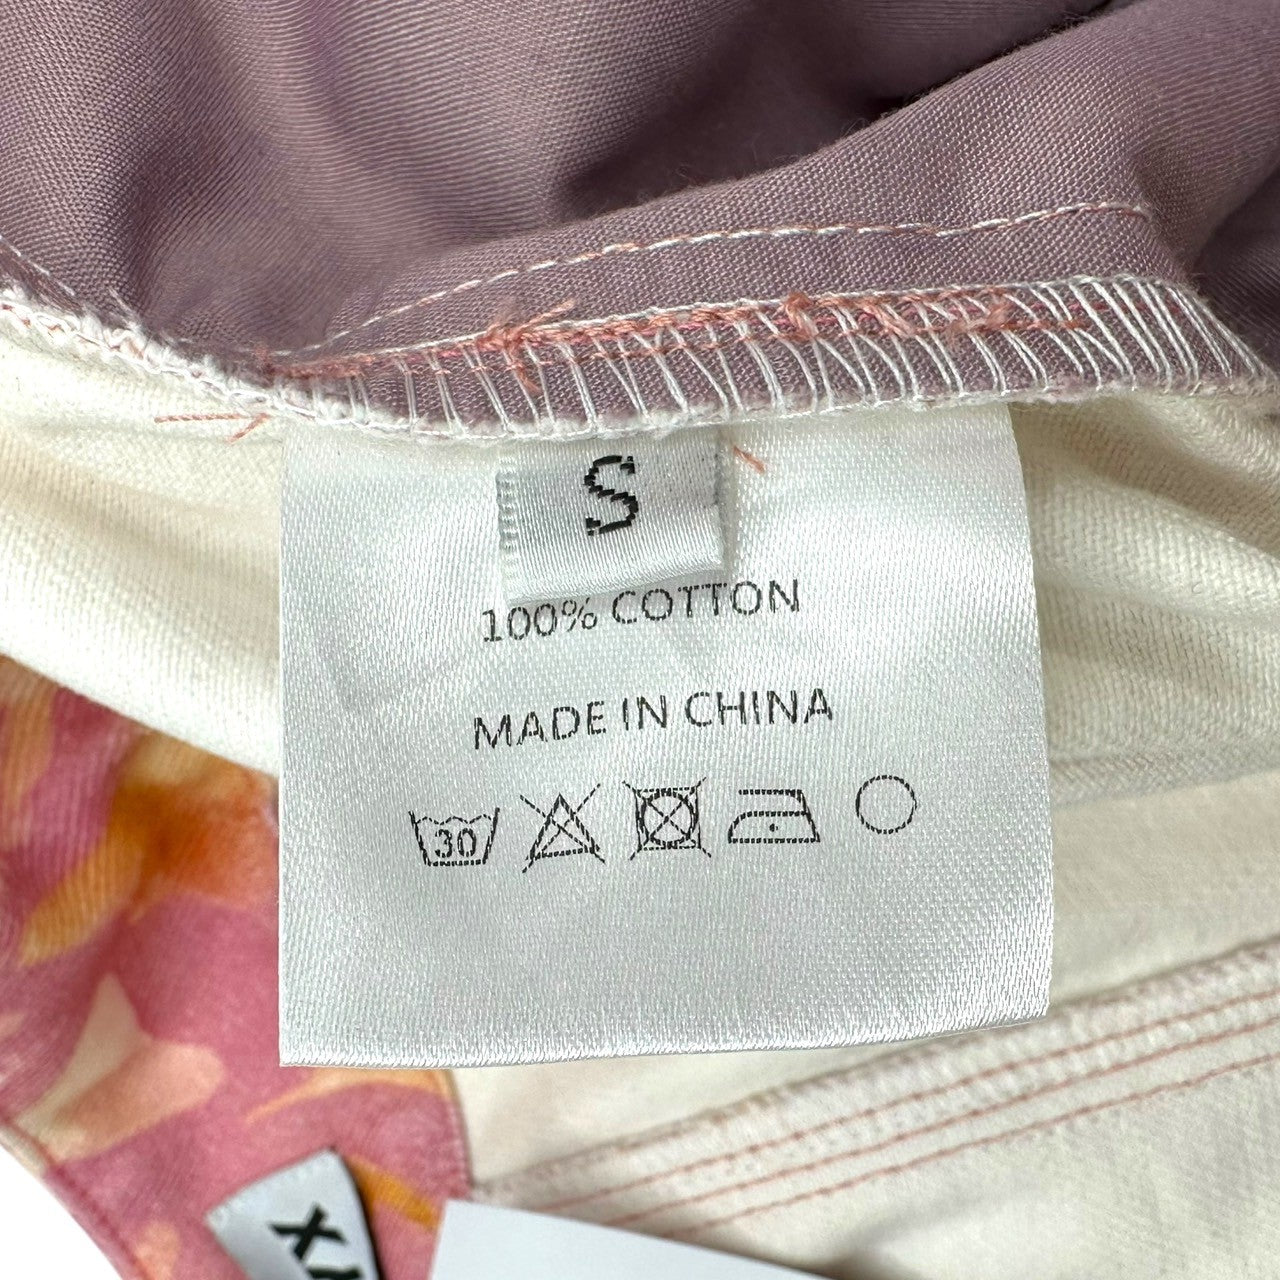 S
100% COTTON
MADE IN CHINA
30